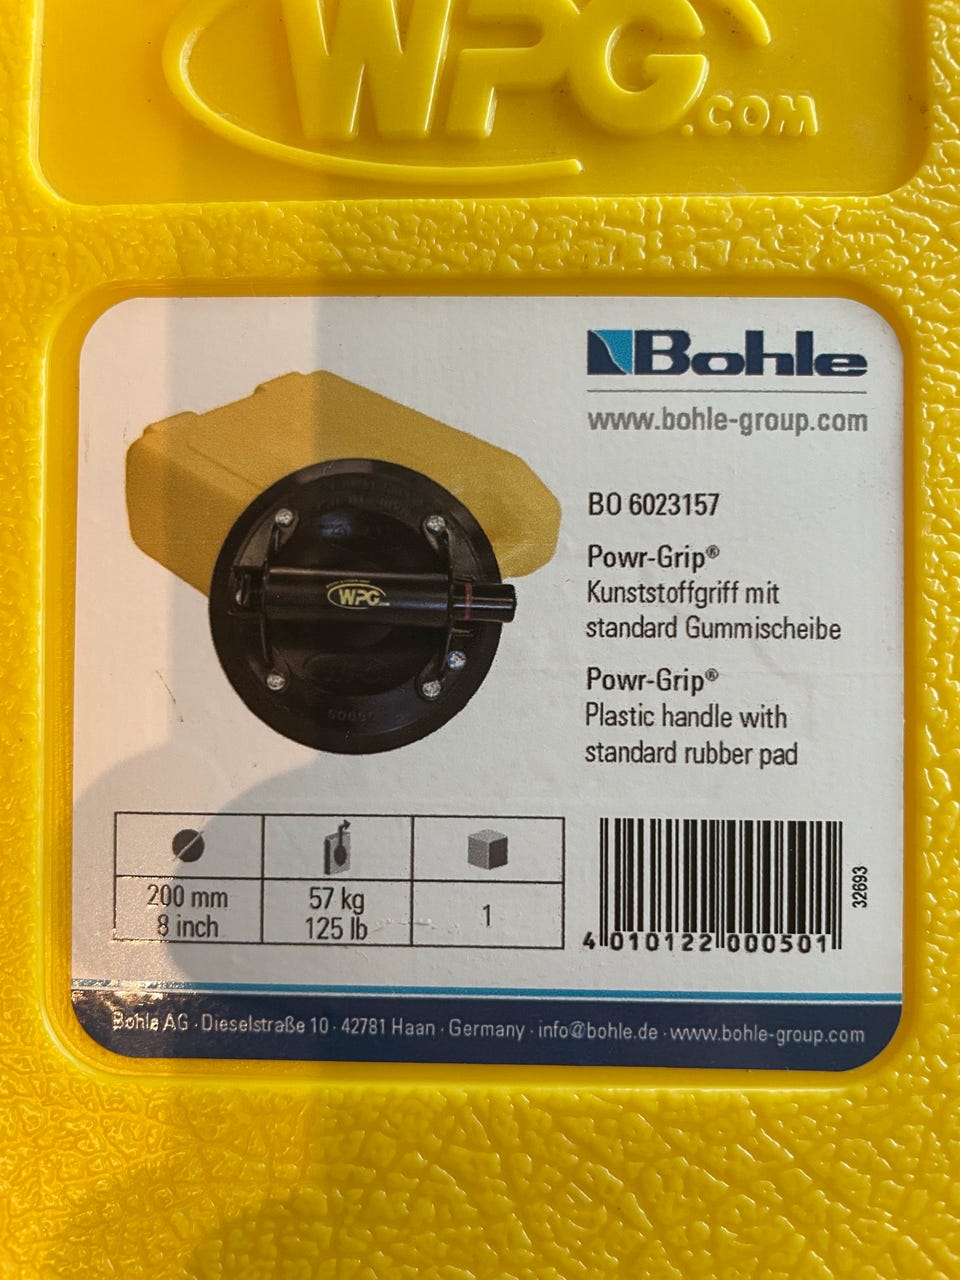 WPG.COM
Bohle
www.bohle-group.com
BO 6023157
Powr-Grip®
Kunststoffgriff mit
standard Gummischeibe
Powr-Grip®
Plastic handle with
standard rubber pad
WPG
200 mm
8 inch
57 kg
125 lb
1
32693
4 010122 000501
Bohle AG · Dieselstraße 10 · 42781 Haan · Germany · info@bohle.de · www.bohle-group.com